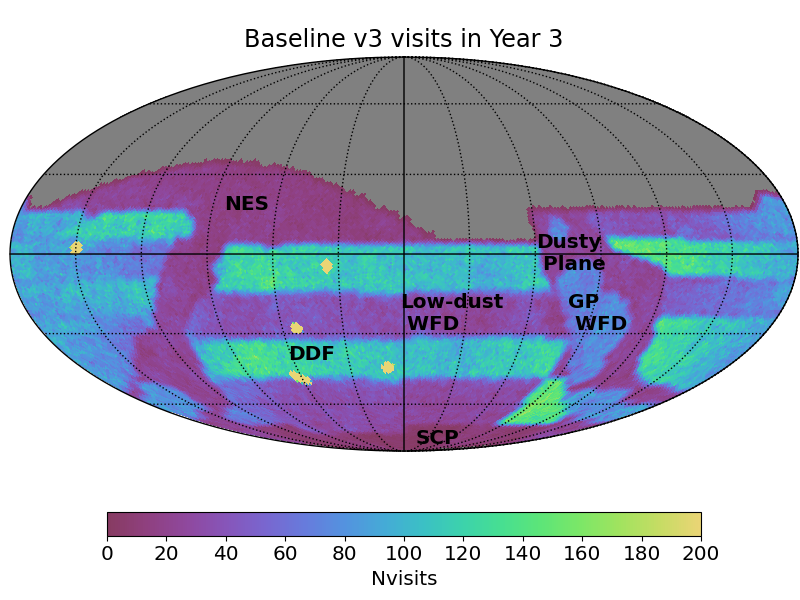 Baseline v3 visits in Year 3
NES
Dusty
Plane
Low-dust
WFD
GP
WFD
DDF
SCP
0 20 40 60 80 100 120 140 160 180 200
Nvisits